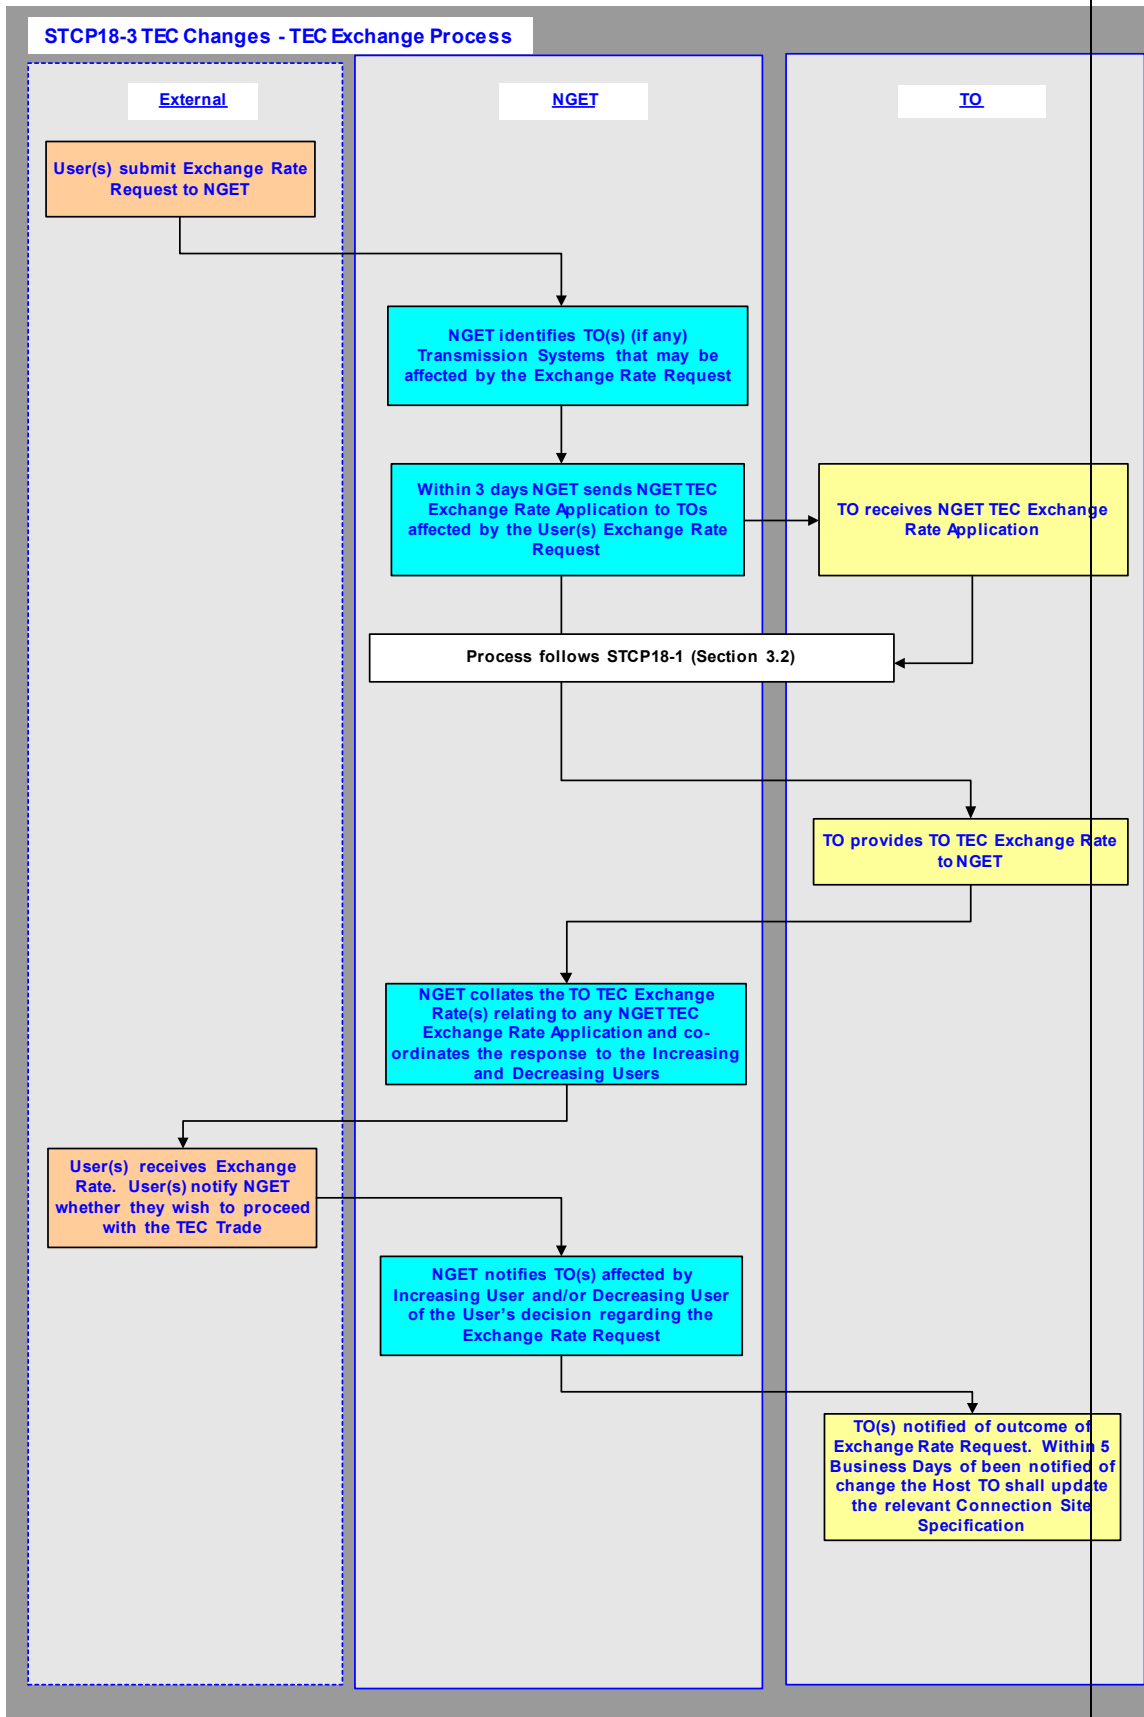 STCP18-3 TEC Changes - TEC Exchange Process
External
NGET
TO
User(s) submit Exchange Rate
Request to NGET
NGET identifies TO(s) (if any)
Transmission Systems that may be
affected by the Exchange Rate Request
Within 3 days NGET sends NGET TEC
Exchange Rate Application to TOs
affected by the User(s) Exchange Rate
Request
TO receives NGET TEC Exchange
Rate Application
Process follows STCP18-1 (Section 3.2)
TO provides TO TEC Exchange Rate
to NGET
NGET collates the TO TEC Exchange
Rate(s) relating to any NGET TEC
Exchange Rate Application and co-
ordinates the response to the Increasing
and Decreasing Users
User(s) receives Exchange
Rate. User(s) notify NGET
whether they wish to proceed
with the TEC Trade
NGET notifies TO(s) affected by
Increasing User and/or Decreasing User
of the User's decision regarding the
Exchange Rate Request
TO(s) notified of outcome of
Exchange Rate Request. Within 5
Business Days of been notified of
change the Host TO shall update
the relevant Connection Site
Specification